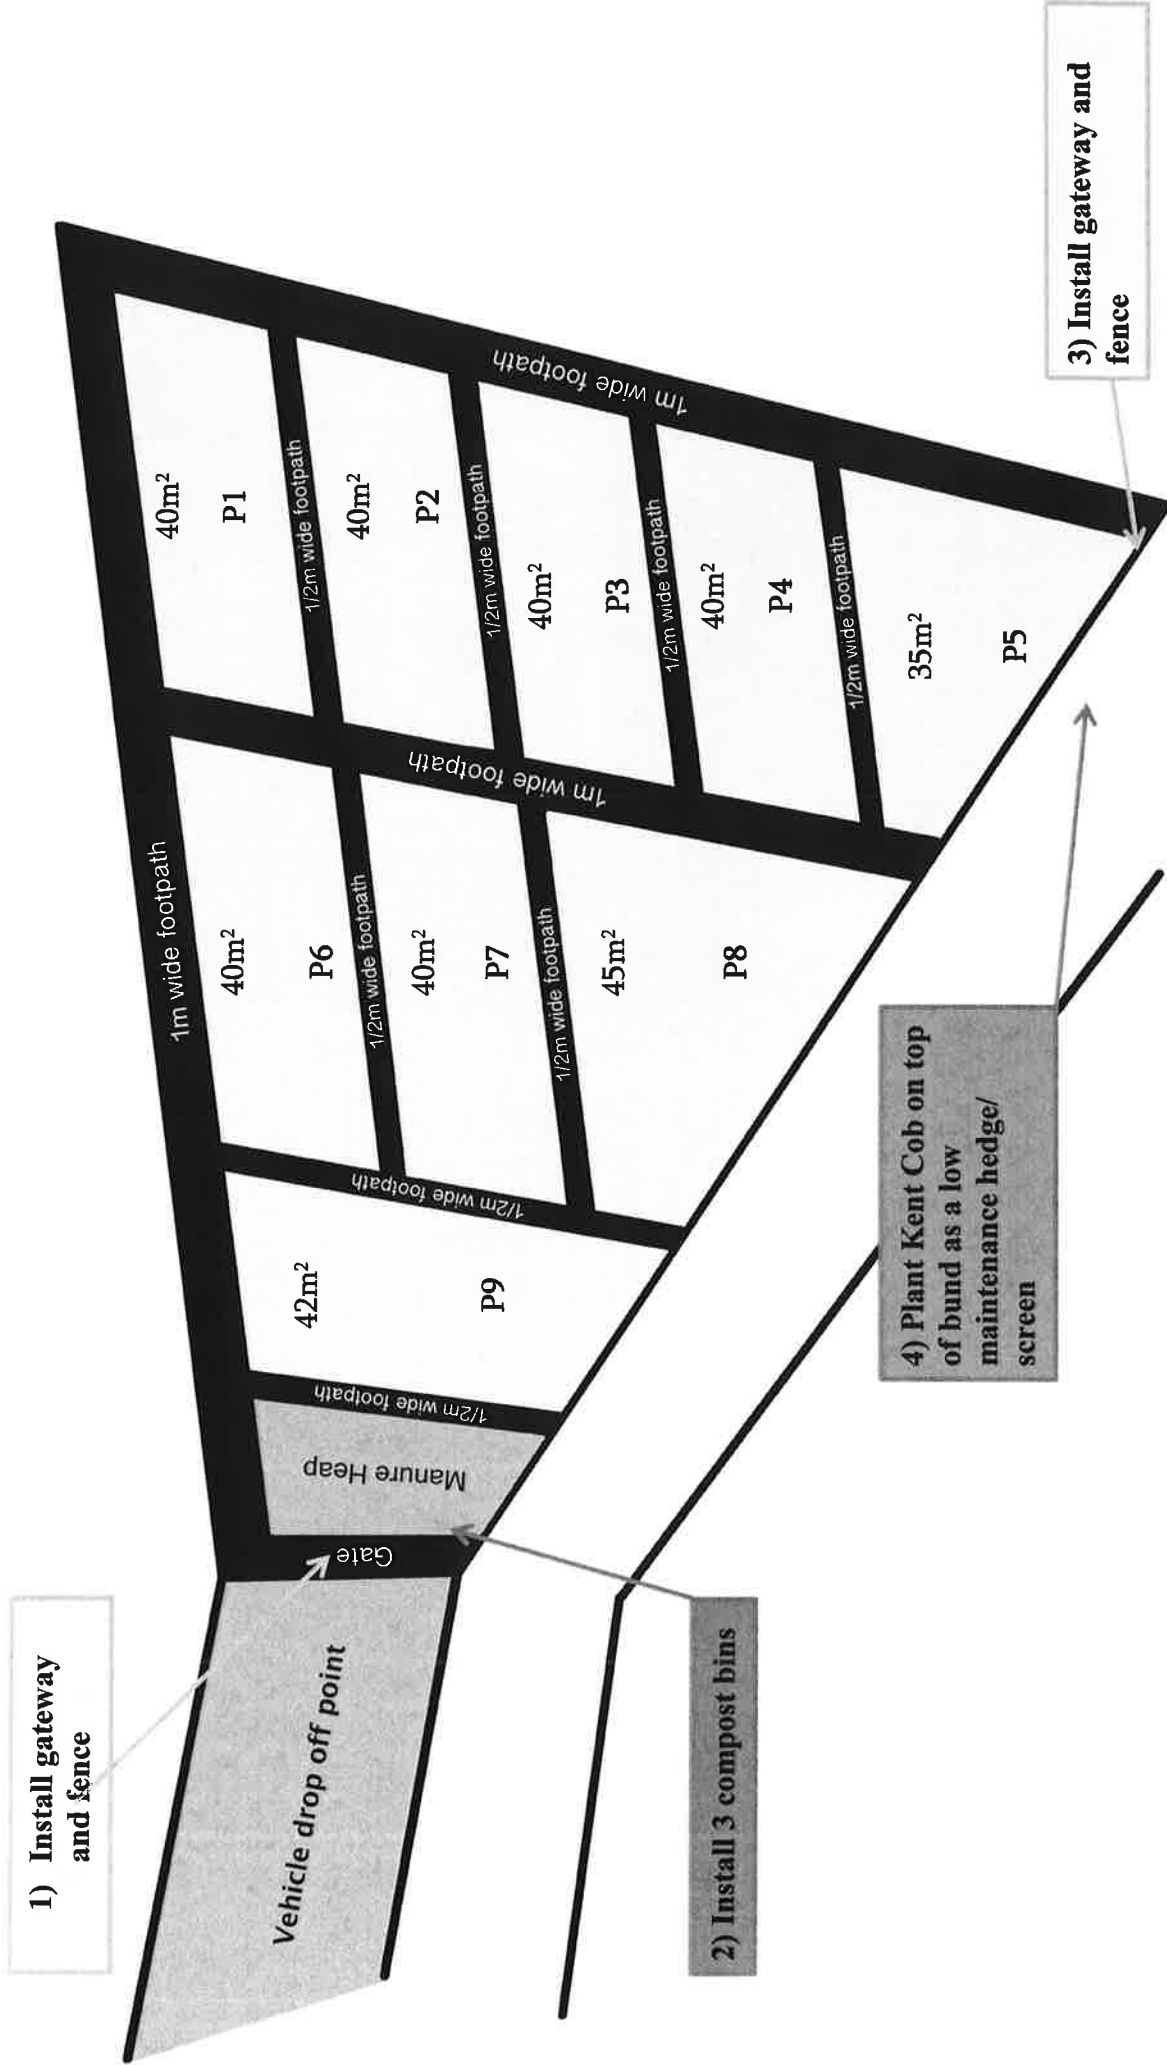 1) Install gateway
and fence
Vehicle drop off point
Gate
2) Install 3 compost bins
Manure Heap
1/2m wide footpath
42m²
P9
1/2m wide footpath
1m wide footpath
40m²
P6
1/2m wide footpath
40m²
P7
1/2m wide footpath
45m²
P8
1m wide footpath
40m²
P1
1/2m wide footpath
40m²
P2
1/2m wide footpath
40m²
P3
1/2m wide footpath
40m²
P4
1/2m wide footpath
35m²
P5
1m wide footpath
4) Plant Kent Cob on top
of bund as a low
maintenance hedge/
screen
3) Install gateway and
fence